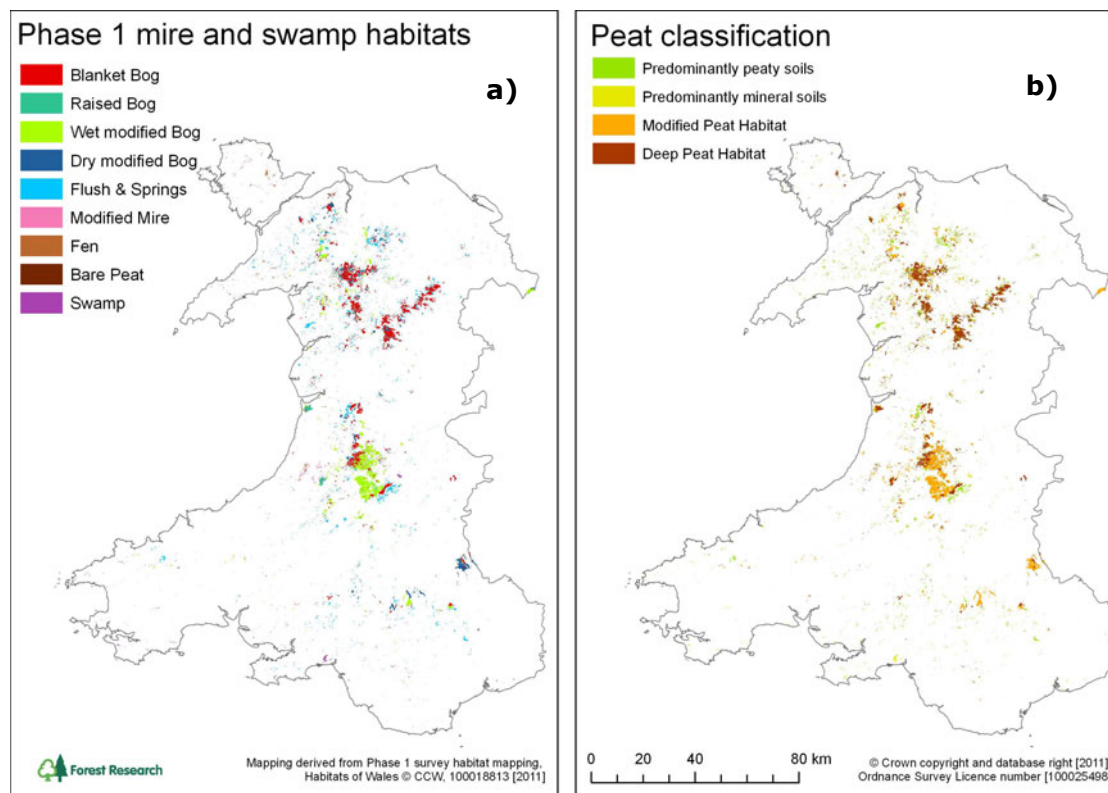 Phase 1 mire and swamp habitats
a)
Blanket Bog
Raised Bog
Wet modified Bog
Dry modified Bog
Flush & Springs
Modified Mire
Fen
Bare Peat
Swamp
Forest Research
Mapping derived from Phase 1 survey habitat mapping,
Habitats of Wales © CCW, 100018813 [2011]
Peat classification
b)
Predominantly peaty soils
Predominantly mineral soils
Modified Peat Habitat
Deep Peat Habitat
0 20 40 80 km
© Crown copyright and database right [2011]
Ordnance Survey Licence number [100025498